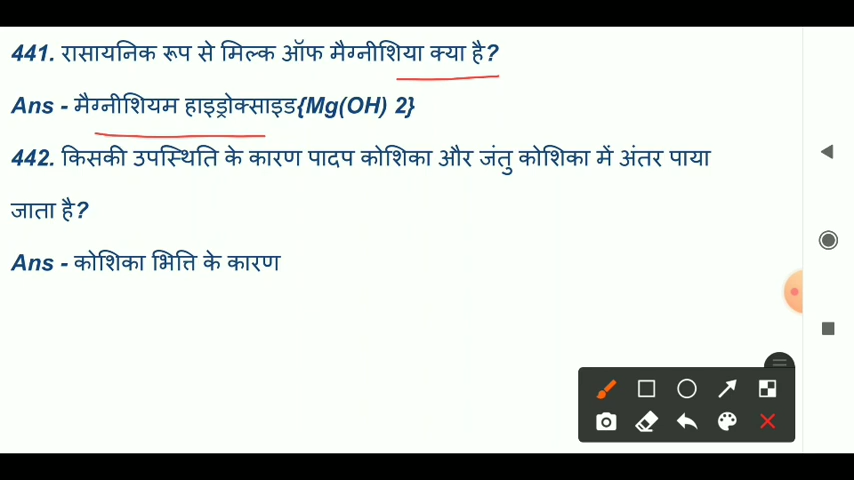 441. रासायनिक रूप से मिल्क ऑफ मैग्नीशिया क्या है?
Ans - मैग्नीशियम हाइड्रोक्साइड{Mg(OH) 2}
442. किसकी उपस्थिति के कारण पादप कोशिका और जंतु कोशिका में अंतर पाया
जाता है?
Ans - कोशिका भित्ति के कारण